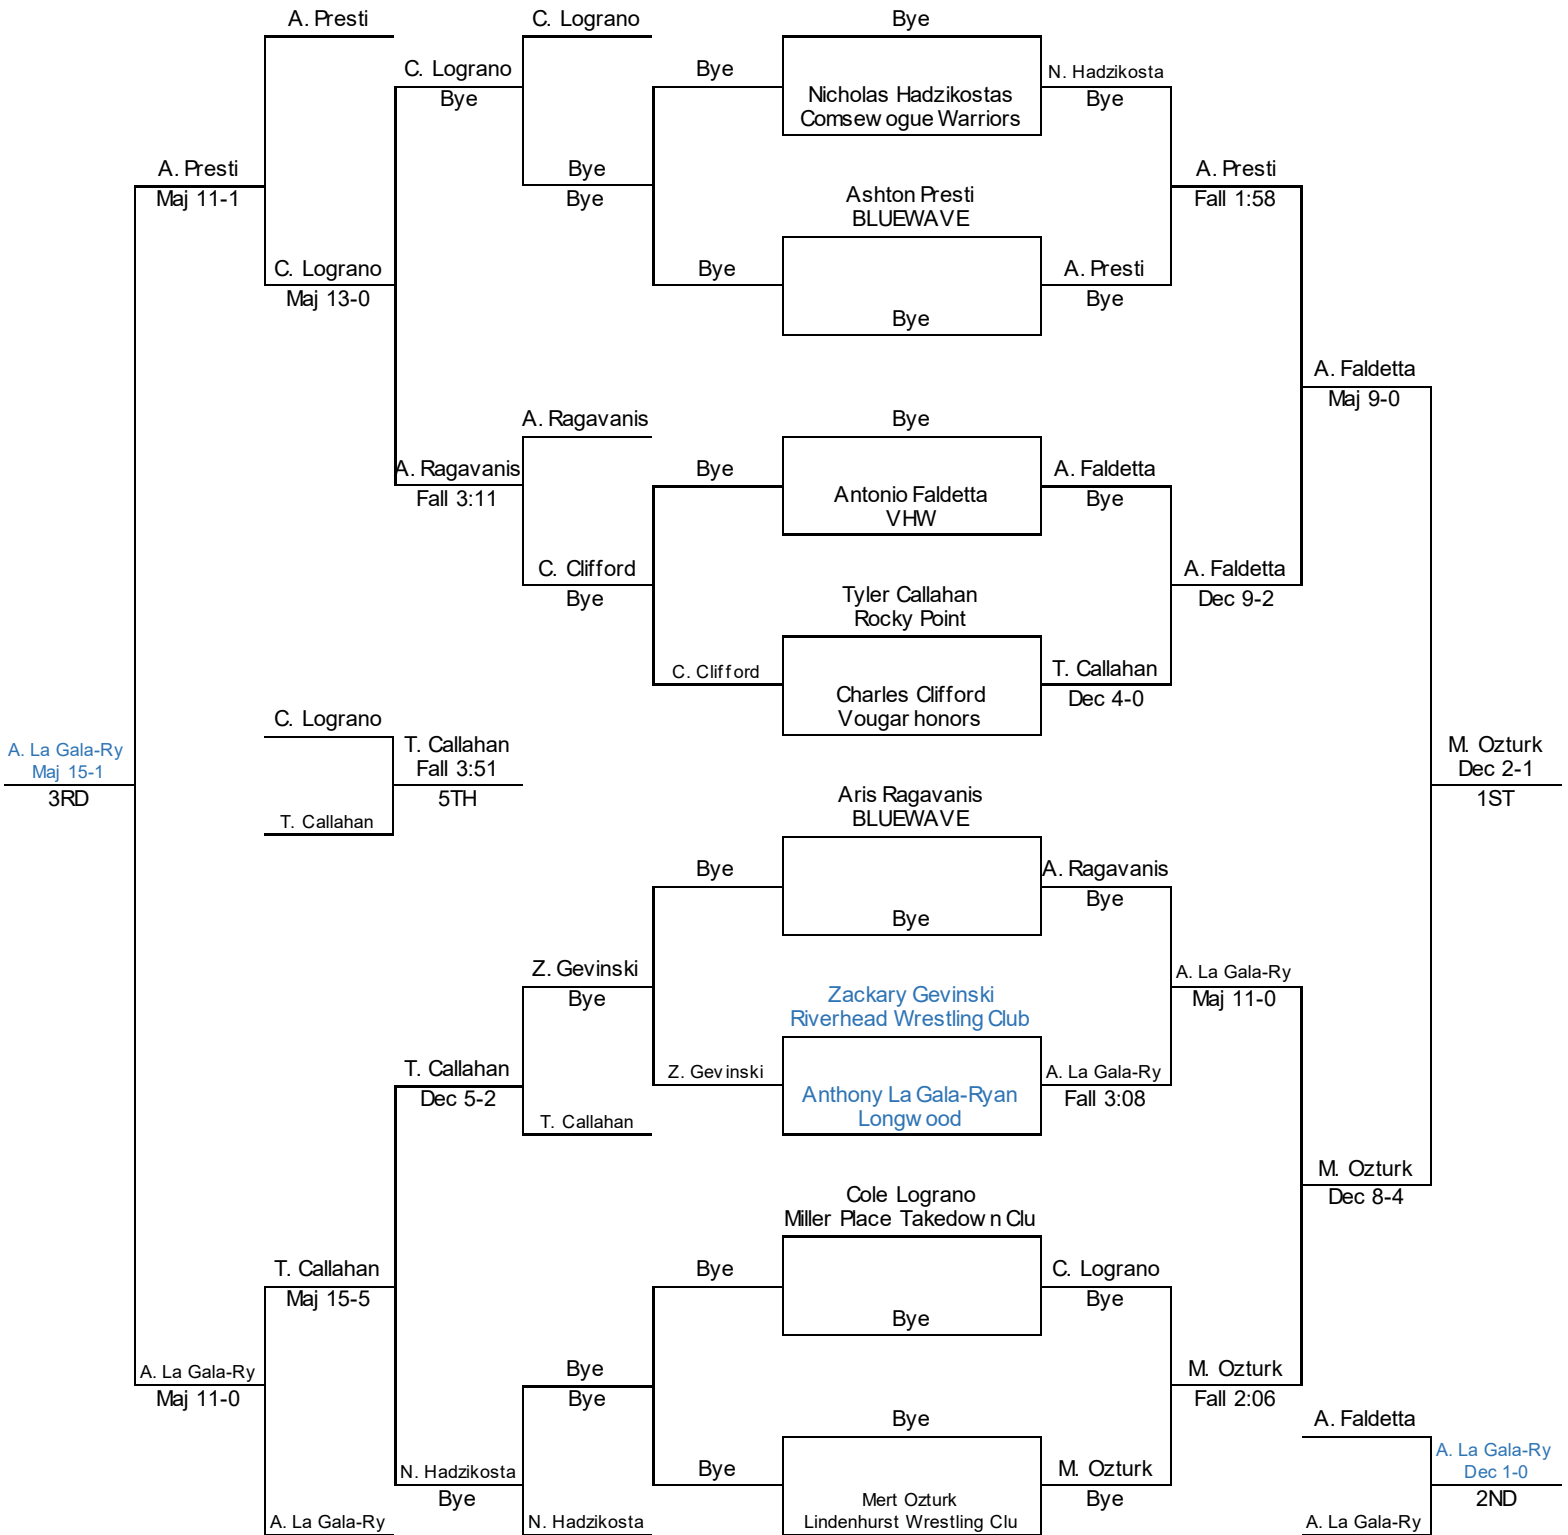 A. Presti
C. Lograno
Bye
C. Lograno
Bye
Bye
N. Hadzikosta
Bye
Nicholas Hadzikostas
Comsewogue Warriors
Bye
A. Presti
Maj 11-1
Bye
Bye
A. Presti
Fall 1:58
Ashton Presti
BLUEWAVE
C. Lograno
Maj 13-0
Bye
A. Presti
Bye
Bye
A. Faldetta
Maj 9-0
A. Ragavanis
Bye
A. Ragavanis
Fall 3:11
Bye
A. Faldetta
Bye
Antonio Faldetta
VHW
C. Clifford
Bye
A. Faldetta
Dec 9-2
Tyler Callahan
Rocky Point
C. Clifford
T. Callahan
Dec 4-0
Charles Clifford
Vougar honors
C. Lograno
A. La Gala-Ry
Maj 15-1
3RD
T. Callahan
Fall 3:51
5TH
M. Ozturk
Dec 2-1
1ST
Aris Ragavanis
BLUEWAVE
T. Callahan
Bye
A. Ragavanis
Bye
Bye
Z. Gevinski
Bye
A. La Gala-Ry
Maj 11-0
Zackary Gevinski
Riverhead Wrestling Club
T. Callahan
Dec 5-2
Z. Gevinski
A. La Gala-Ry
Fall 3:08
Anthony La Gala-Ryan
Longwood
T. Callahan
M. Ozturk
Dec 8-4
Cole Lograno
Miller Place Takedown Clu
T. Callahan
Maj 15-5
Bye
C. Lograno
Bye
Bye
A. La Gala-Ry
Maj 11-0
Bye
Bye
M. Ozturk
Fall 2:06
Bye
A. Faldetta
A. La Gala-Ry
Dec 1-0
2ND
N. Hadzikosta
Bye
Bye
M. Ozturk
Bye
Mert Ozturk
Lindenhurst Wrestling Clu
A. La Gala-Ry
N. Hadzikosta
A. La Gala-Ry